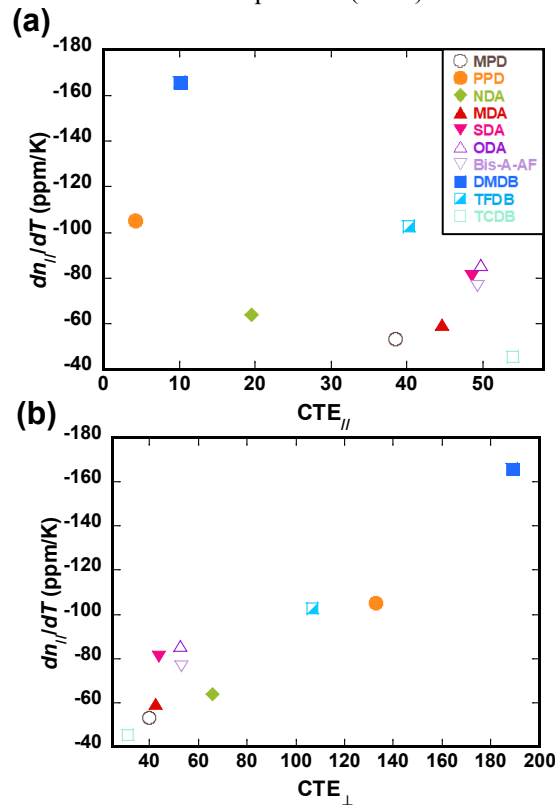 (a)
-180
-160
-140
-120
-100
-80
-60
-40
dn//​/dT (ppm/K)
MPD
PPD
NDA
MDA
SDA
ODA
Bis-A-AF
DMDB
TFDB
TCDB
0 10 20 30 40 50
CTE//
(b)
-180
-160
-140
-120
-100
-80
-60
-40
dn///dT (ppm/K)
40 60 80 100 120 140 160 180 200
CTE⊥